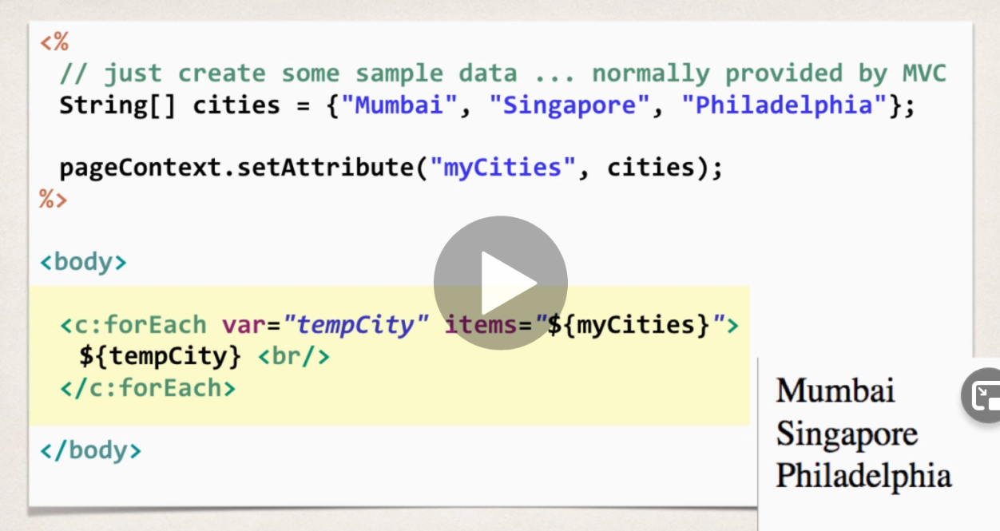 <%
// just create some sample data ... normally provided by MVC
String[] cities = {"Mumbai", "Singapore", "Philadelphia"};
pageContext.setAttribute("myCities", cities);
%>
<body>
<c:forEach var="tempCity" items="${myCities}">
${tempCity} <br/>
</c:forEach>
</body>
Mumbai
Singapore
Philadelphia